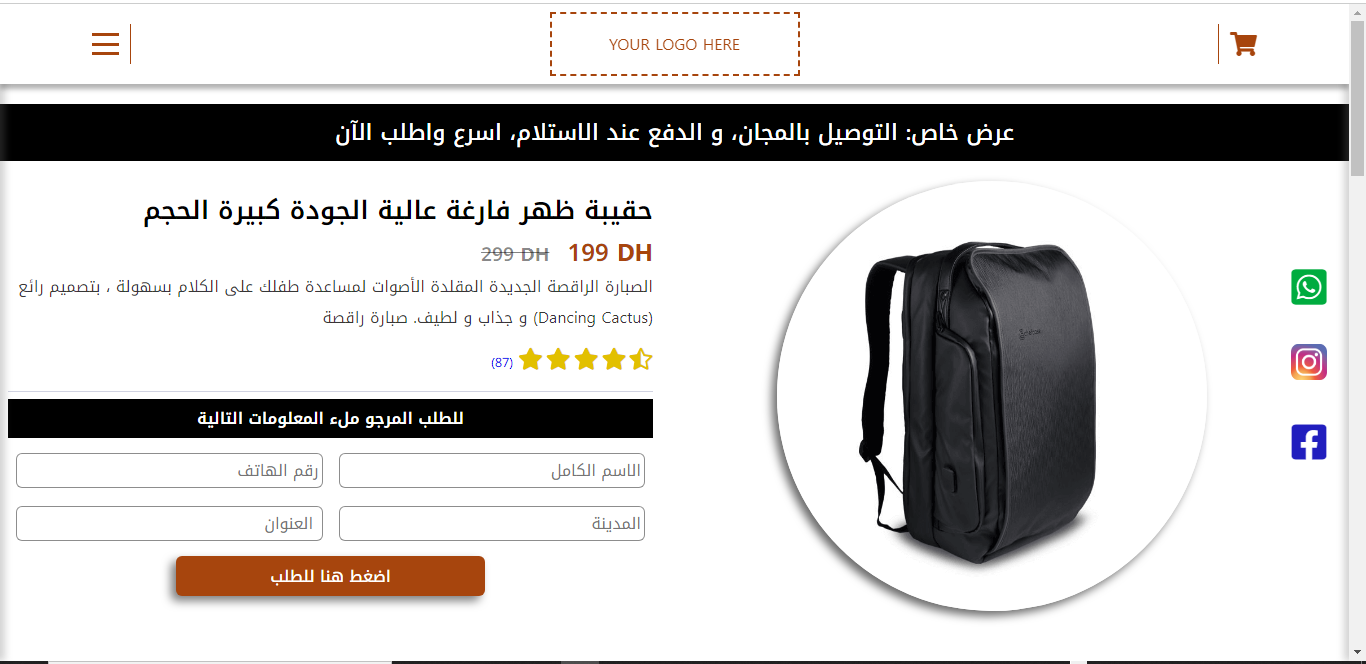 YOUR LOGO HERE
عرض خاص: التوصيل بالمجان، و الدفع عند الاستلام، اسرع واطلب الآن
حقيبة ظهر فارغة عالية الجودة كبيرة الحجم
199 DH 299 DH
الصبارة الراقصة الجديدة المقلدة الأصوات لمساعدة طفلك على الكلام بسهولة ، بتصميم رائع
و جذاب و لطيف. صبارة راقصة (Dancing Cactus)
(87)
للطلب المرجو ملء المعلومات التالية
الاسم الكامل
رقم الهاتف
المدينة
العنوان
اضغط هنا للطلب